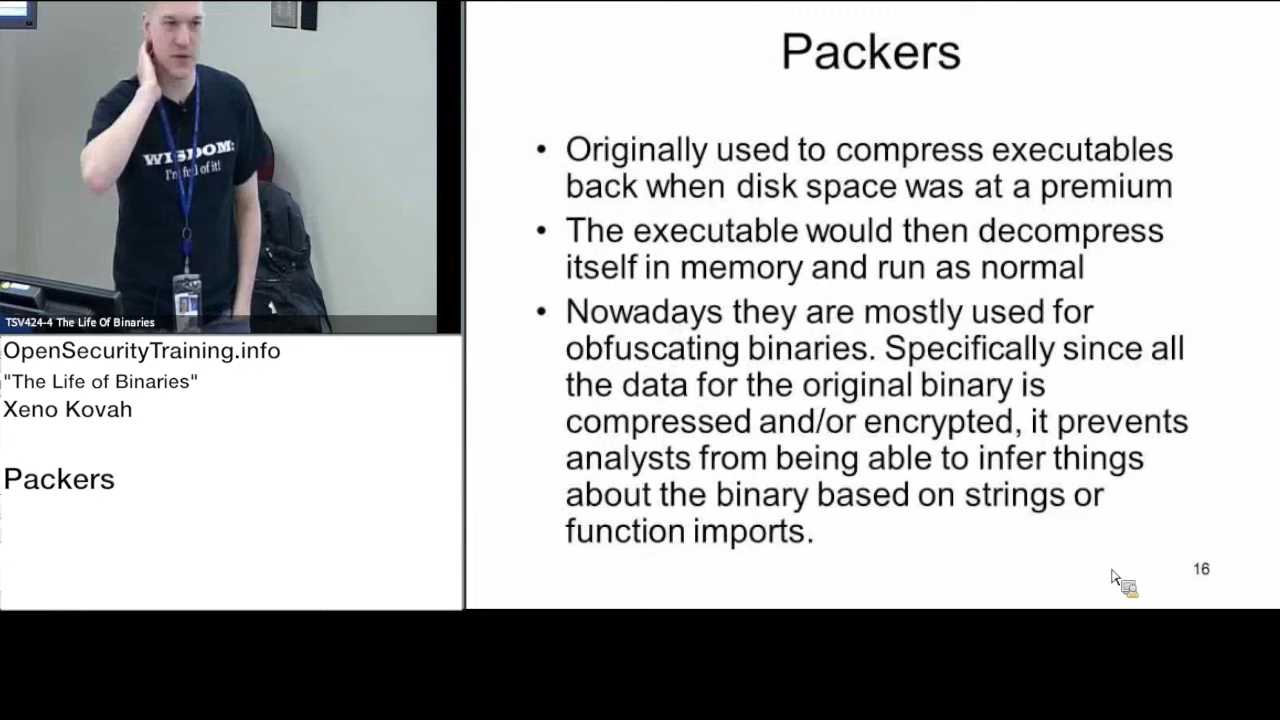 WISDOM:
I'm full of it!
TSV424-4 The Life Of Binaries
OpenSecurityTraining.info
"The Life of Binaries"
Xeno Kovah
Packers
Packers
• Originally used to compress executables
back when disk space was at a premium
• The executable would then decompress
itself in memory and run as normal
• Nowadays they are mostly used for
obfuscating binaries. Specifically since all
the data for the original binary is
compressed and/or encrypted, it prevents
analysts from being able to infer things
about the binary based on strings or
function imports.
16